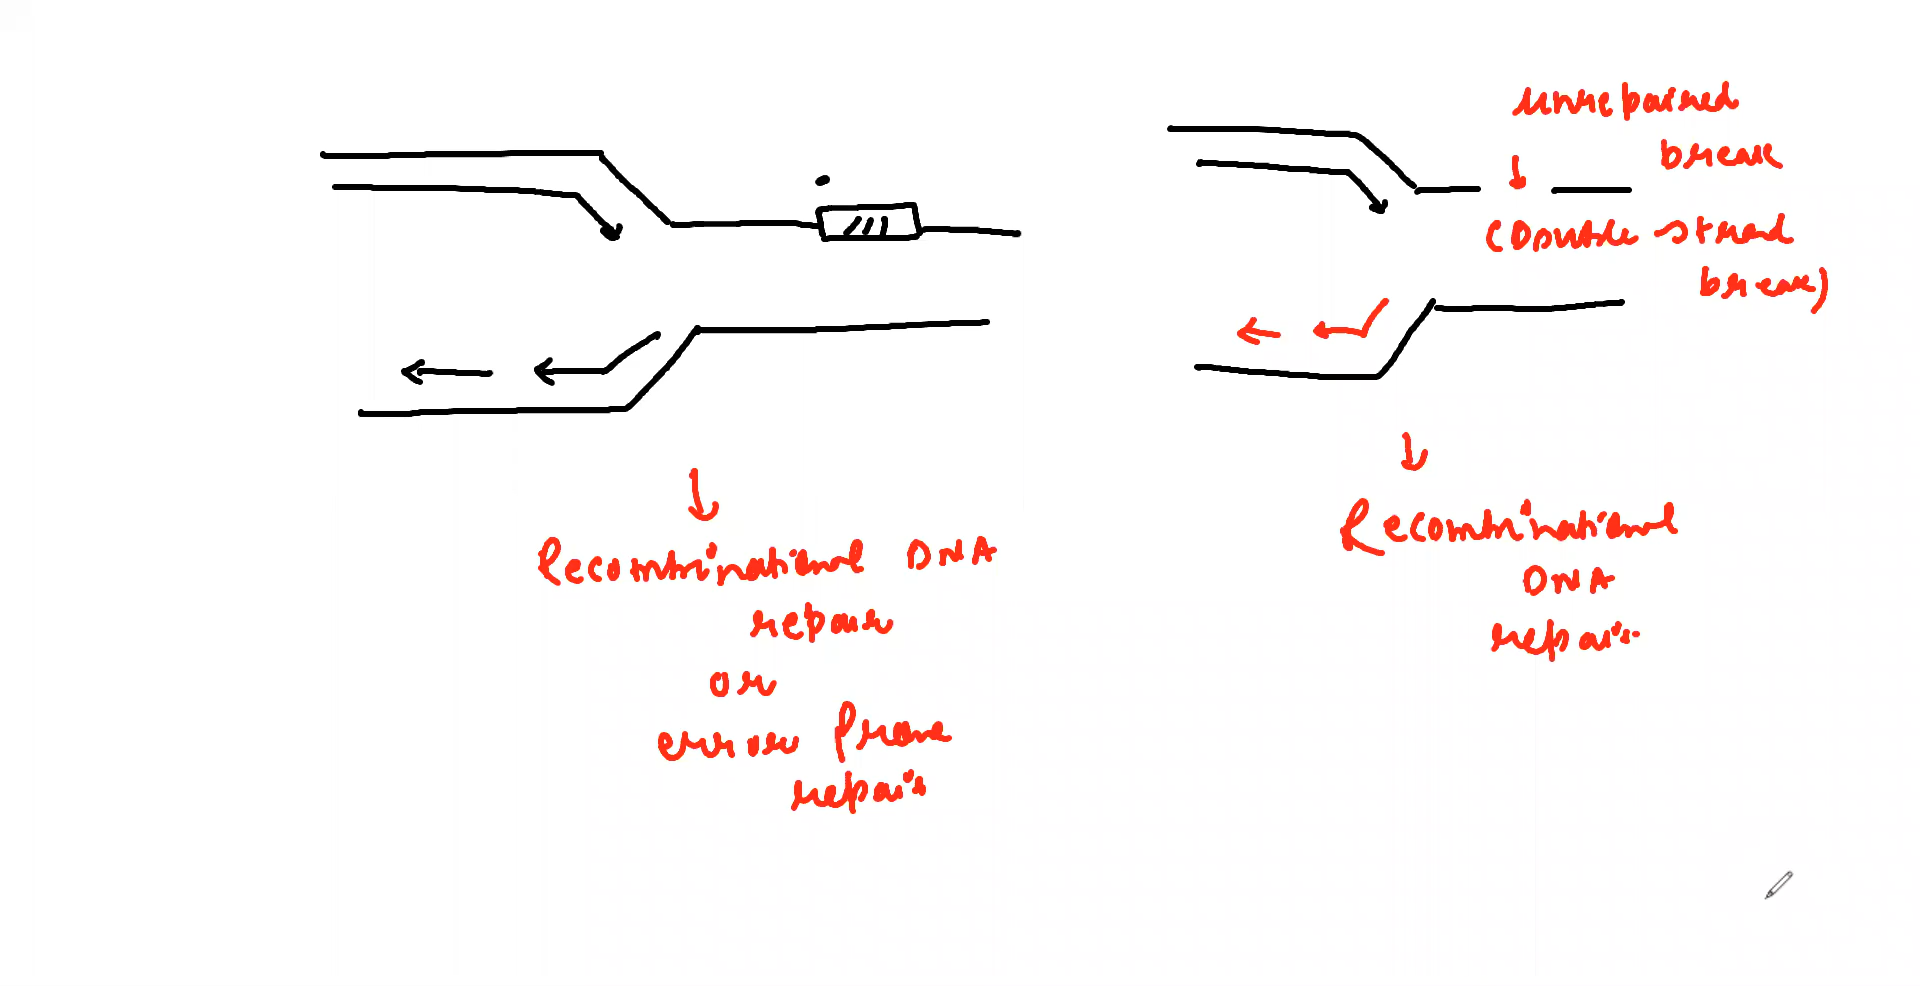 unrepaired
break
(Double strand
break)
Recombinational DNA
repair
or
error prone
repair
Recombinational
DNA
repair